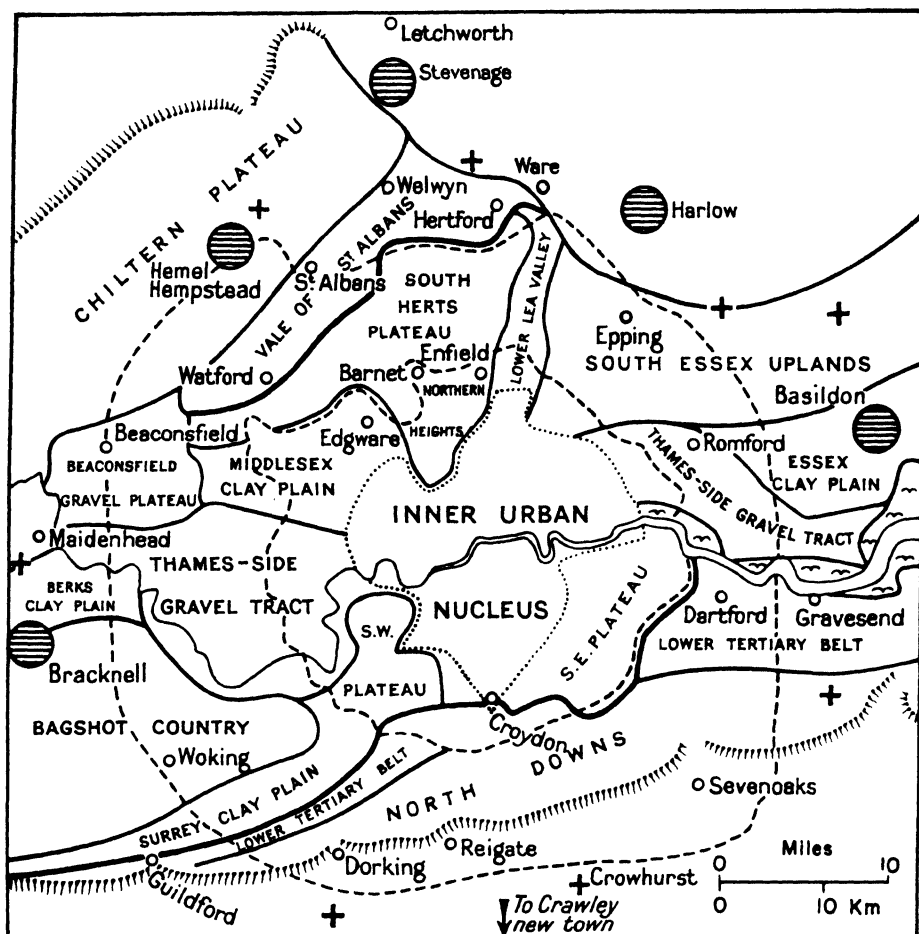 Letchworth
Stevenage
CHILTERN PLATEAU
Welwyn
Ware
Hertford
Harlow
Hemel
Hempstead
VALE OF ST ALBANS
St Albans
SOUTH
HERTS
PLATEAU
LOWER LEA VALLEY
Epping
SOUTH ESSEX UPLANDS
Watford
Barnet
Enfield
NORTHERN
HEIGHTS
Basildon
Beaconsfield
BEACONSFIELD
GRAVEL PLATEAU
MIDDLESEX
CLAY PLAIN
Edgware
Romford
ESSEX
CLAY PLAIN
THAMES-SIDE GRAVEL TRACT
Maidenhead
INNER URBAN
NUCLEUS
THAMES-SIDE
GRAVEL TRACT
BERKS
CLAY PLAIN
S.W.
PLATEAU
S.E. PLATEAU
Dartford
Gravesend
LOWER TERTIARY BELT
Bracknell
BAGSHOT COUNTRY
Woking
Croydon
NORTH DOWNS
SURREY CLAY PLAIN
LOWER TERTIARY BELT
Sevenoaks
Guildford
Dorking
Reigate
Crowhurst
To Crawley
new town
Miles
0 10
0 10 Km